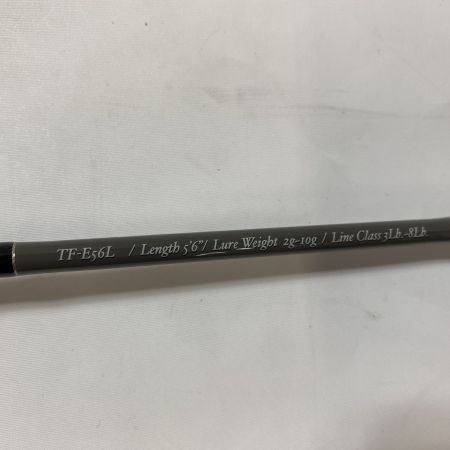 TF-E56L / Length 5'6"/ Lure Weight 2g-10g / Line Class 3Lb.-8Lb.